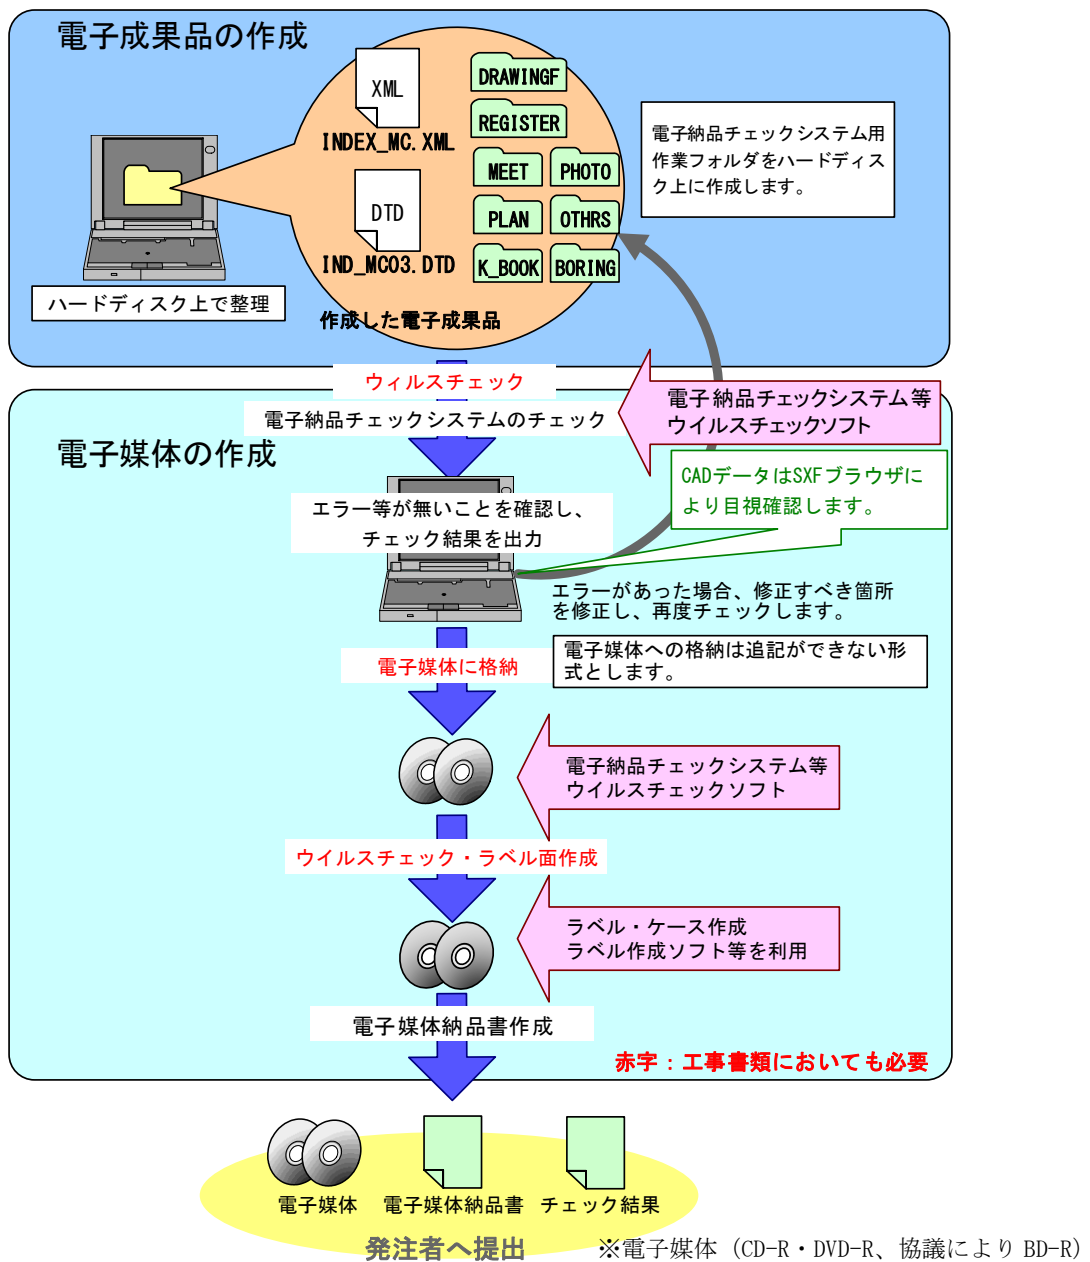 電子成果品の作成
XML
INDEX_MC.XML
DTD
IND_MC03.DTD
DRAWINGF
REGISTER
MEET
PHOTO
PLAN
OTHRS
K_BOOK
BORING
作成した電子成果品
ハードディスク上で整理
電子納品チェックシステム用
作業フォルダをハードディス
ク上に作成します。
ウィルスチェック
電子納品チェックシステムのチェック
電子納品チェックシステム等
ウイルスチェックソフト
電子媒体の作成
CADデータはSXFブラウザに
より目視確認します。
エラー等が無いことを確認し、
チェック結果を出力
エラーがあった場合、修正すべき箇所
を修正し、再度チェックします。
電子媒体に格納
電子媒体への格納は追記ができない形
式とします。
電子納品チェックシステム等
ウイルスチェックソフト
ウイルスチェック・ラベル面作成
ラベル・ケース作成
ラベル作成ソフト等を利用
電子媒体納品書作成
赤字：工事書類においても必要
電子媒体
電子媒体納品書
チェック結果
発注者へ提出
※電子媒体（CD-R・DVD-R、協議により BD-R）